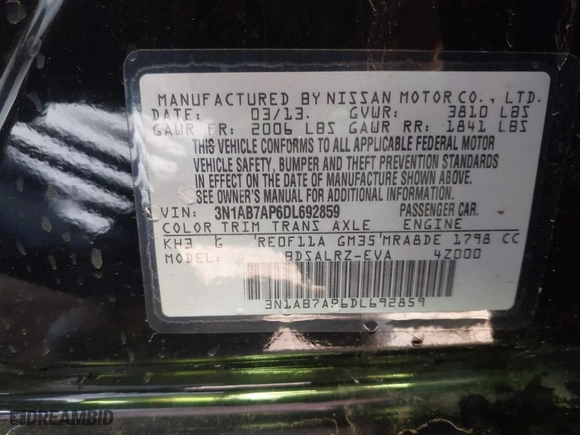 MANUFACTURED BY NISSAN MOTOR CO., LTD.
DATE: 03/13. GVWR: 3810 LBS
GAWR FR: 2006 LBS GAWR RR: 1841 LBS
THIS VEHICLE CONFORMS TO ALL APPLICABLE FEDERAL MOTOR
VEHICLE SAFETY, BUMPER AND THEFT PREVENTION STANDARDS
IN EFFECT ON THE DATE OF MANUFACTURE SHOWN ABOVE.
SEE OWNER'S MANUAL FOR ADDITIONAL INFORMATION.
VIN: 3N1AB7AP6DL692859 PASSENGER CAR.
COLOR TRIM TRANS AXLE ENGINE
KH3 G RE0F11A GM35 MRA8DE 1798 CC
MODEL: BDSALRZ-EVA 4Z000
3N1AB7AP6DL692859
DREAMBID